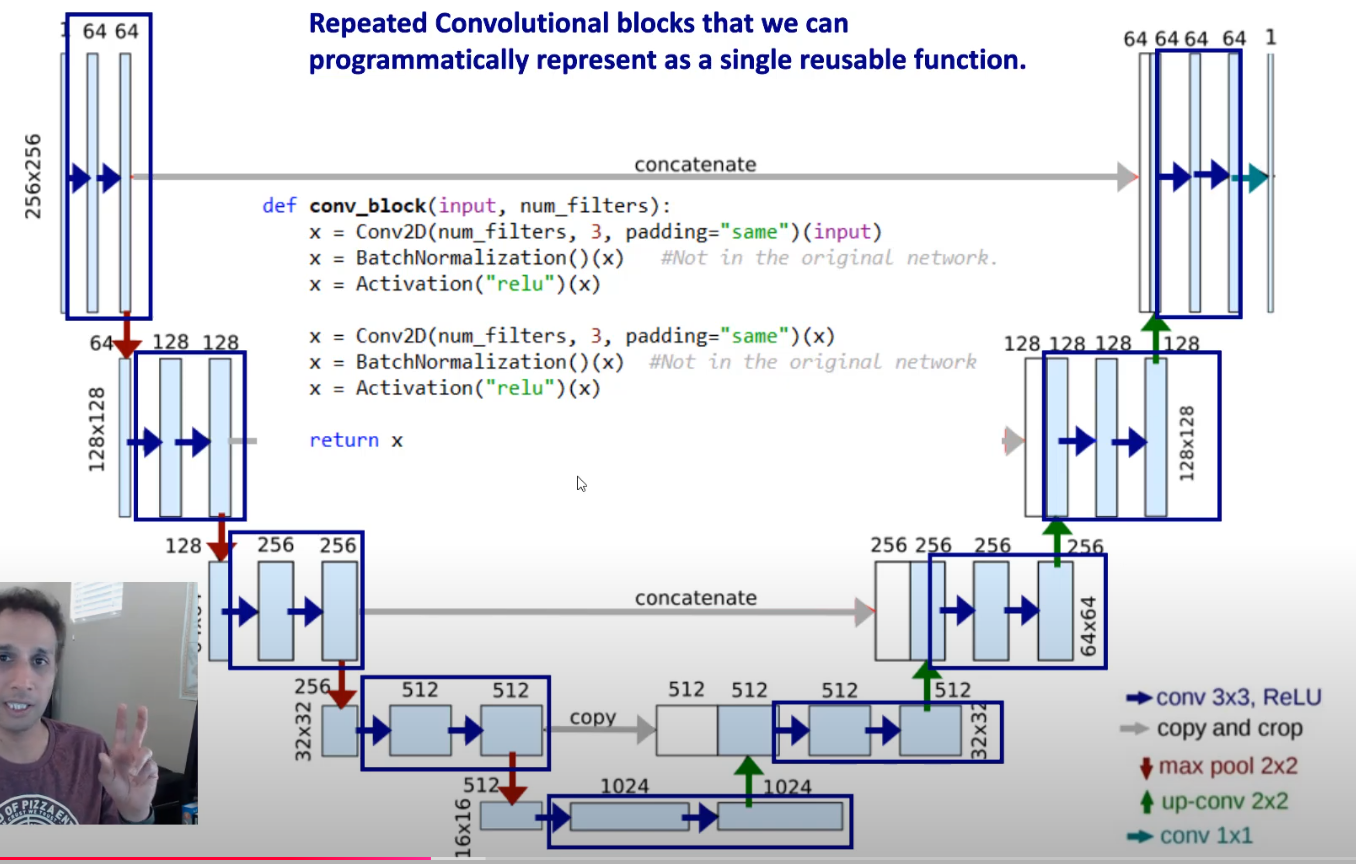 Repeated Convolutional blocks that we can
programmatically represent as a single reusable function.
64 64
64 64 64 64 1
256x256
concatenate
def conv_block(input, num_filters):
x = Conv2D(num_filters, 3, padding="same")(input)
x = BatchNormalization()(x) #Not in the original network.
x = Activation("relu")(x)
x = Conv2D(num_filters, 3, padding="same")(x)
x = BatchNormalization()(x) #Not in the original network
x = Activation("relu")(x)
return x
64 128 128
128 128 128 128
128x128
128x128
128 256 256
256 256 256 256
concatenate
64x64
256 512 512
512 512 512 512
32x32
copy
32x32
512 1024 1024
16x16
conv 3x3, ReLU
copy and crop
max pool 2x2
up-conv 2x2
conv 1x1
OF PIZZA EN